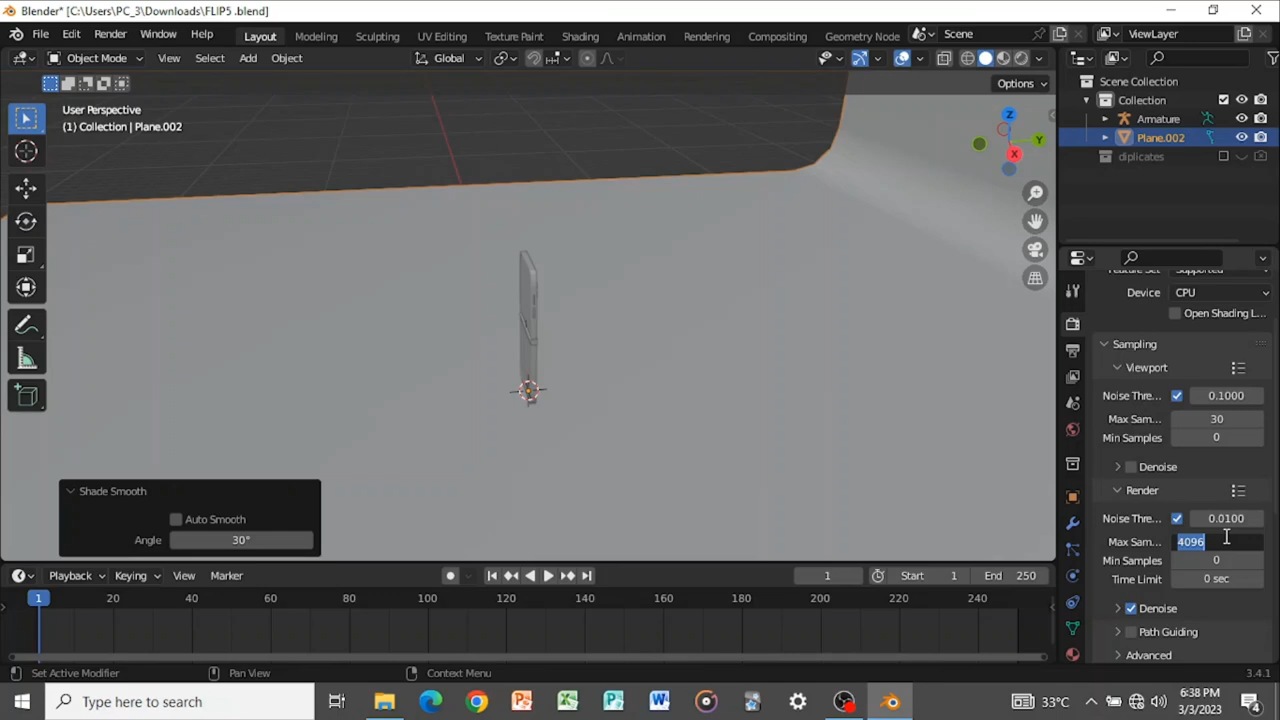 Blender* [C:\Users\PC_3\Downloads\FLIP5 .blend]
File Edit Render Window Help Layout Modeling Sculpting UV Editing Texture Paint Shading Animation Rendering Compositing Geometry Node Scene ViewLayer
Object Mode View Select Add Object Global
Options
User Perspective
(1) Collection | Plane.002
Z
Y
X
Scene Collection
Collection
Armature
Plane.002
diplicates
Supported
Device CPU
Open Shading L...
Sampling
Viewport
Noise Thre... 0.1000
Max Sam... 30
Min Samples 0
Denoise
Render
Noise Thre... 0.0100
Max Sam... 4096
Min Samples 0
Time Limit 0 sec
Denoise
Path Guiding
Advanced
Shade Smooth
Auto Smooth
Angle 30°
Playback Keying View Marker 1 Start 1 End 250
1 20 40 60 80 100 120 140 160 180 200 220 240
Set Active Modifier Pan View Context Menu 3.4.1
Type here to search
33°C
6:38 PM
3/3/2023
4